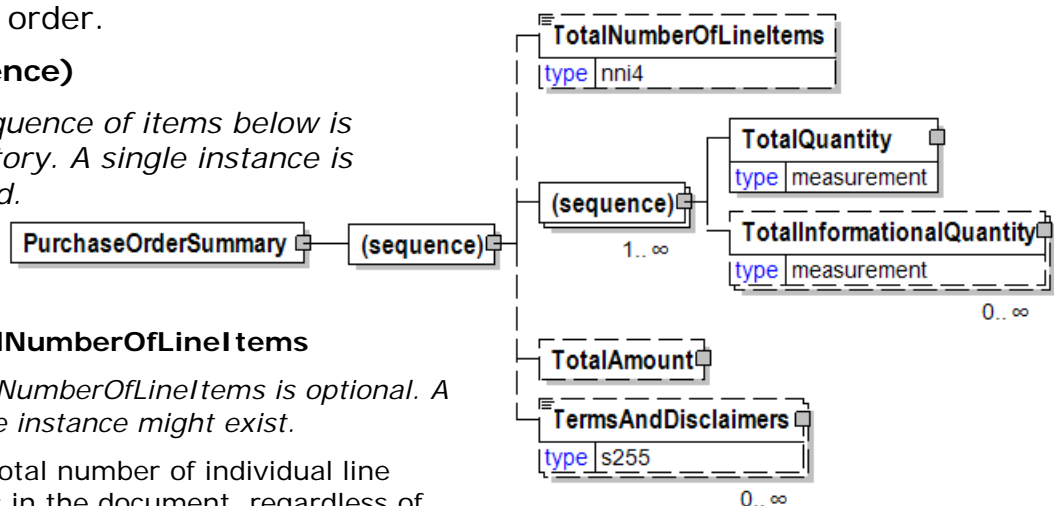 order.
ence)
quence of items below is
tory. A single instance is
d.
lNumberOfLineItems
NumberOfLineItems is optional. A
e instance might exist.
otal number of individual line
s in the document, regardless of
PurchaseOrderSummary
(sequence)
TotalNumberOfLineItems
type nni4
(sequence)
1.. ∞
TotalQuantity
type measurement
TotalInformationalQuantity
type measurement
0.. ∞
TotalAmount
TermsAndDisclaimers
type s255
0.. ∞